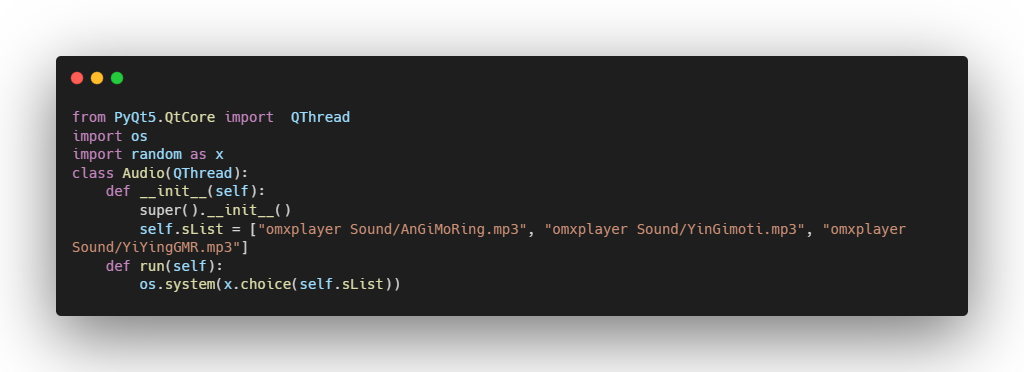 from PyQt5.QtCore import  QThread
import os
import random as x
class Audio(QThread):
    def __init__(self):
        super().__init__()
        self.sList = ["omxplayer Sound/AnGiMoRing.mp3", "omxplayer Sound/YinGimoti.mp3", "omxplayer
Sound/YiYingGMR.mp3"]
    def run(self):
        os.system(x.choice(self.sList))